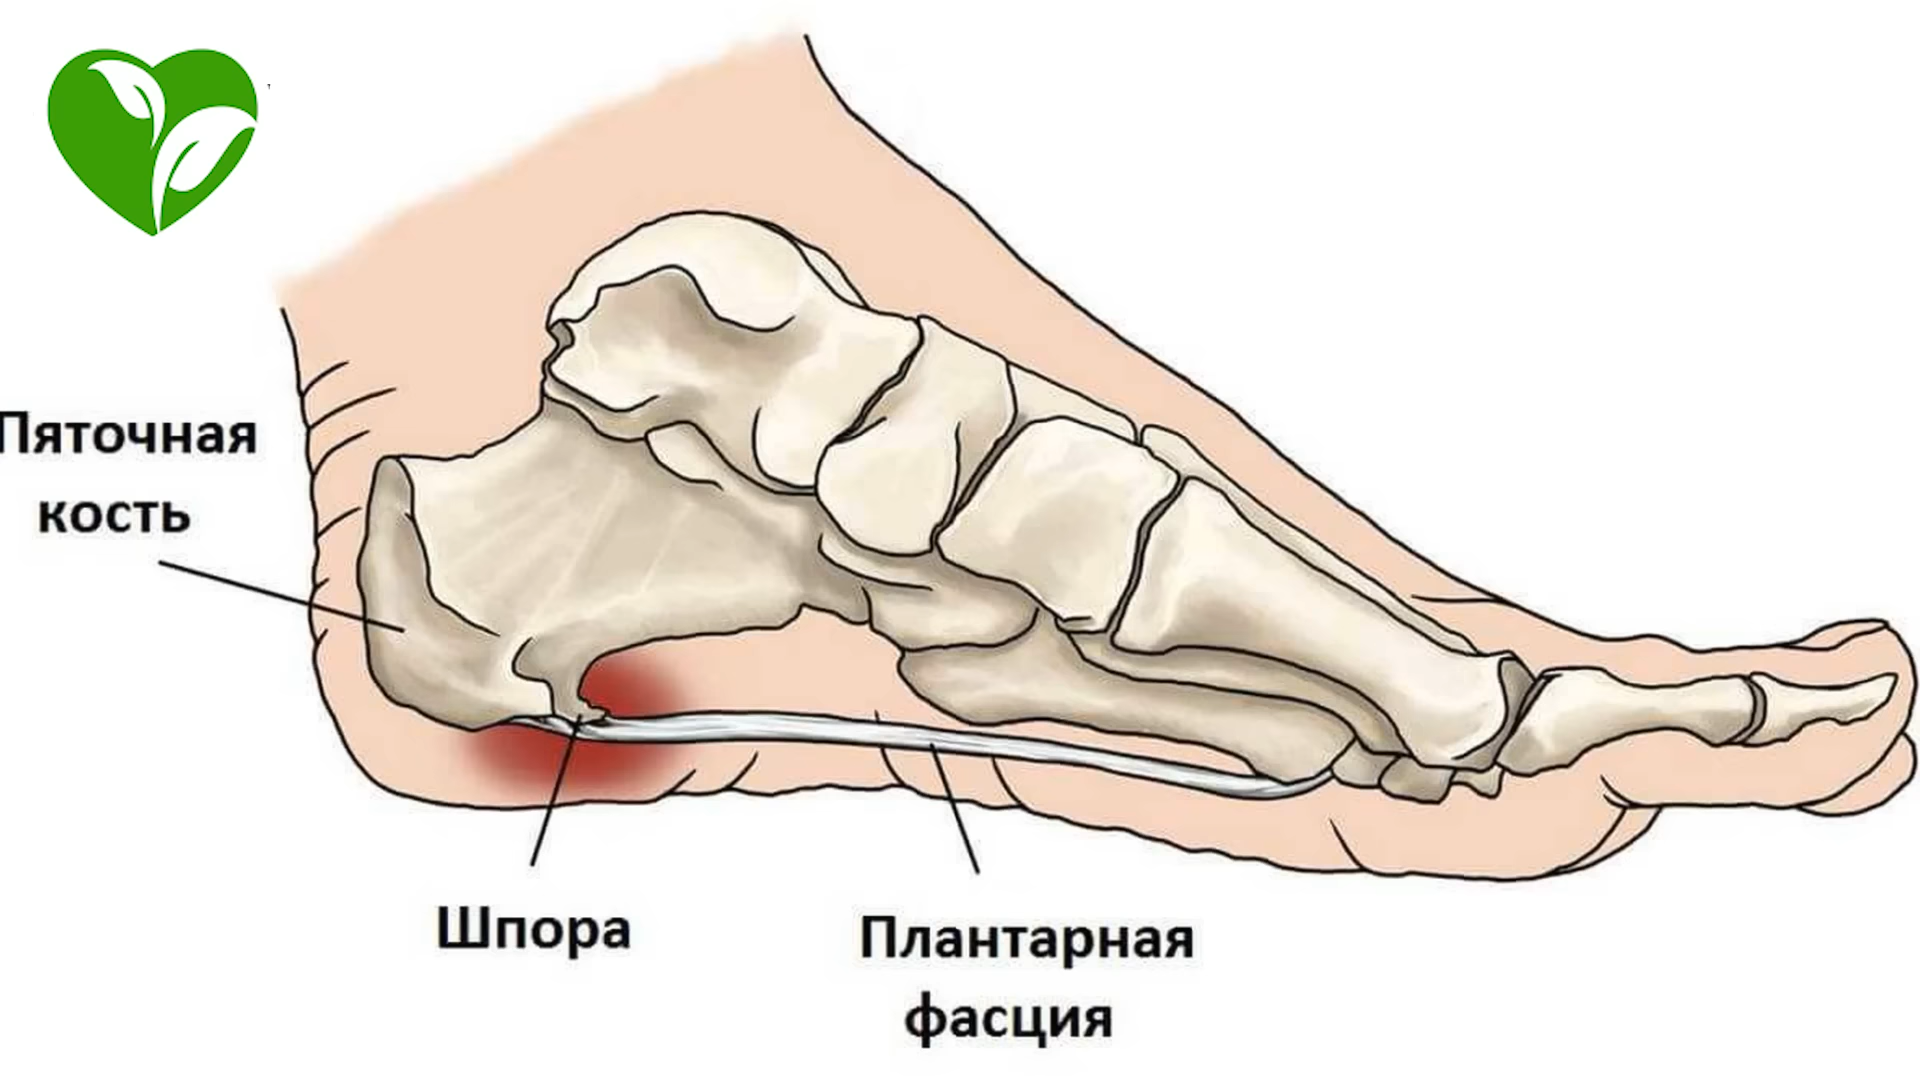 Пяточная
кость
Шпора
Плантарная
фасция